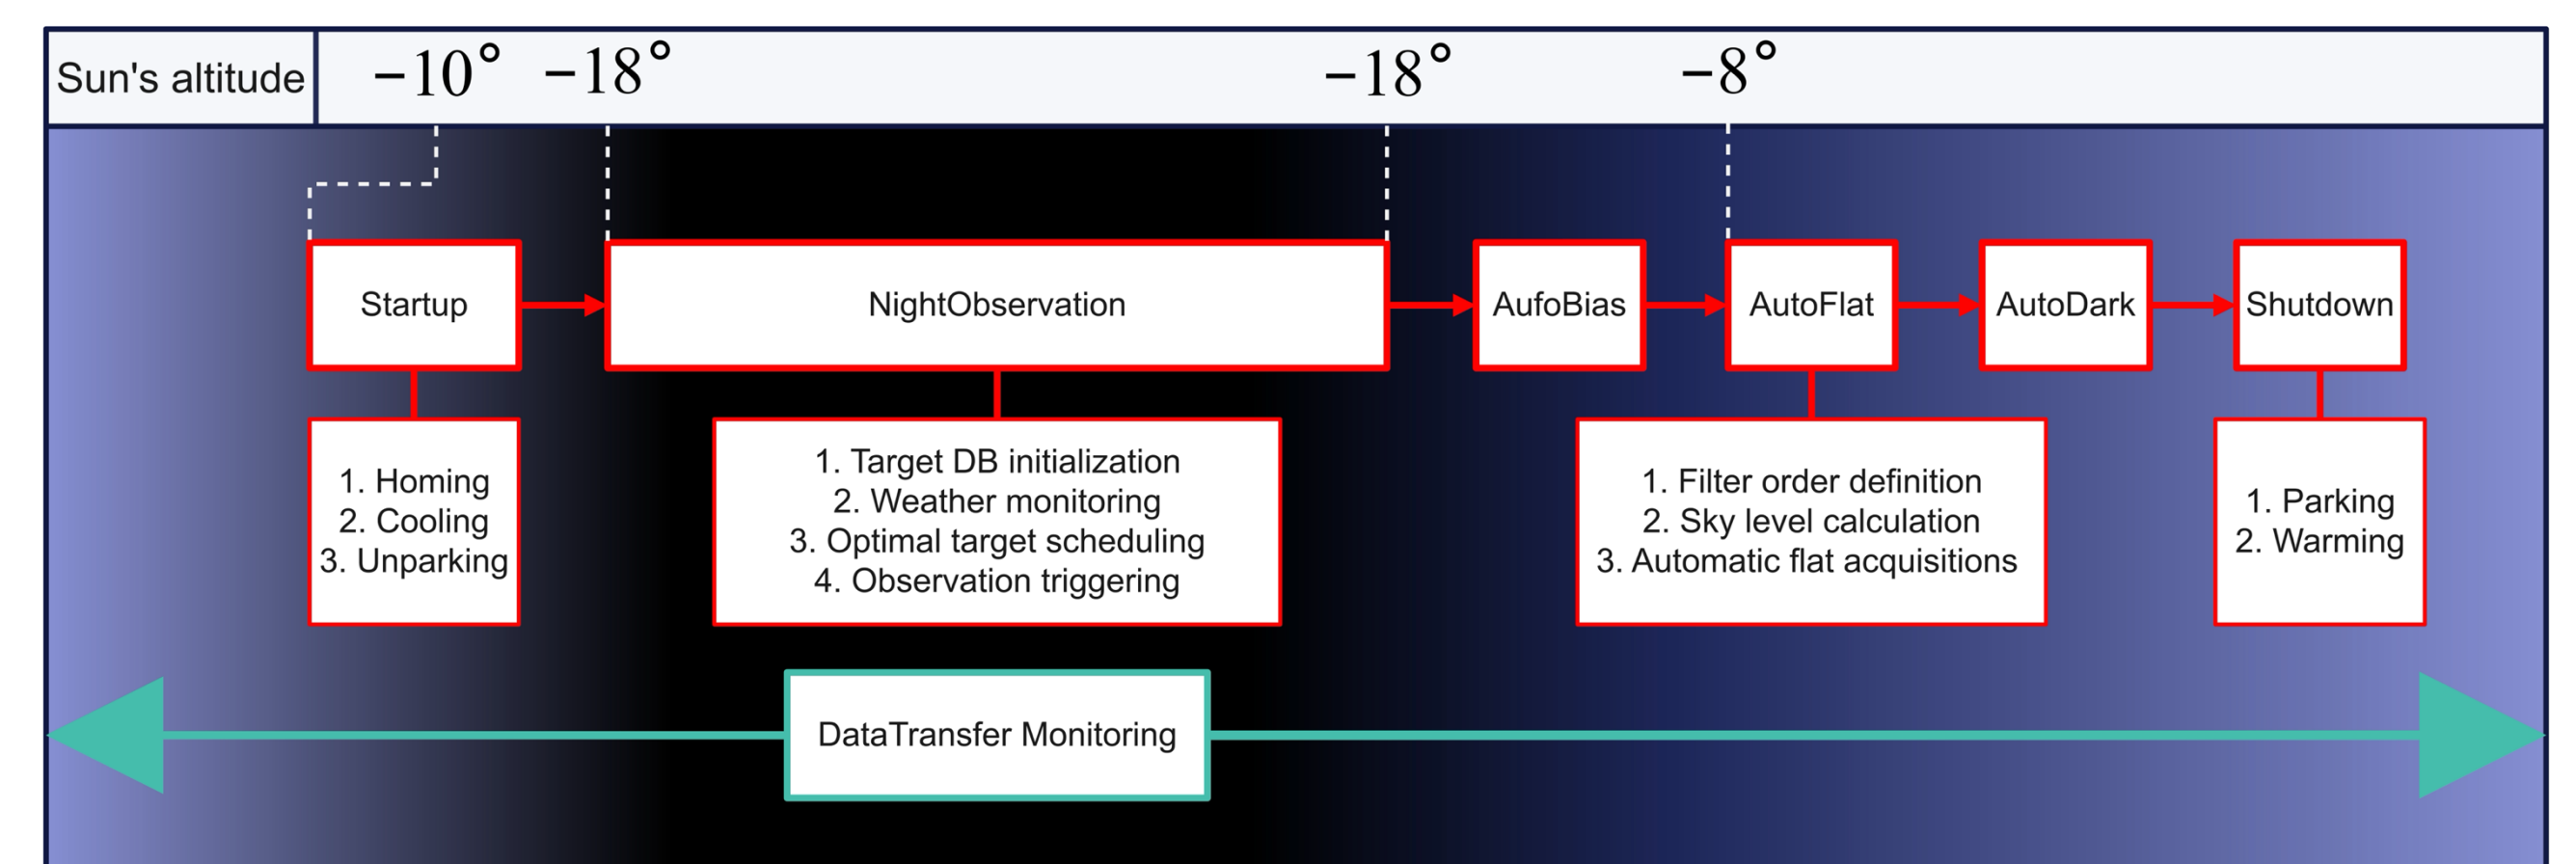 Sun's altitude
−10°
−18°
−18°
−8°
Startup
NightObservation
AufoBias
AutoFlat
AutoDark
Shutdown
1. Homing
2. Cooling
3. Unparking
1. Target DB initialization
2. Weather monitoring
3. Optimal target scheduling
4. Observation triggering
1. Filter order definition
2. Sky level calculation
3. Automatic flat acquisitions
1. Parking
2. Warming
DataTransfer Monitoring